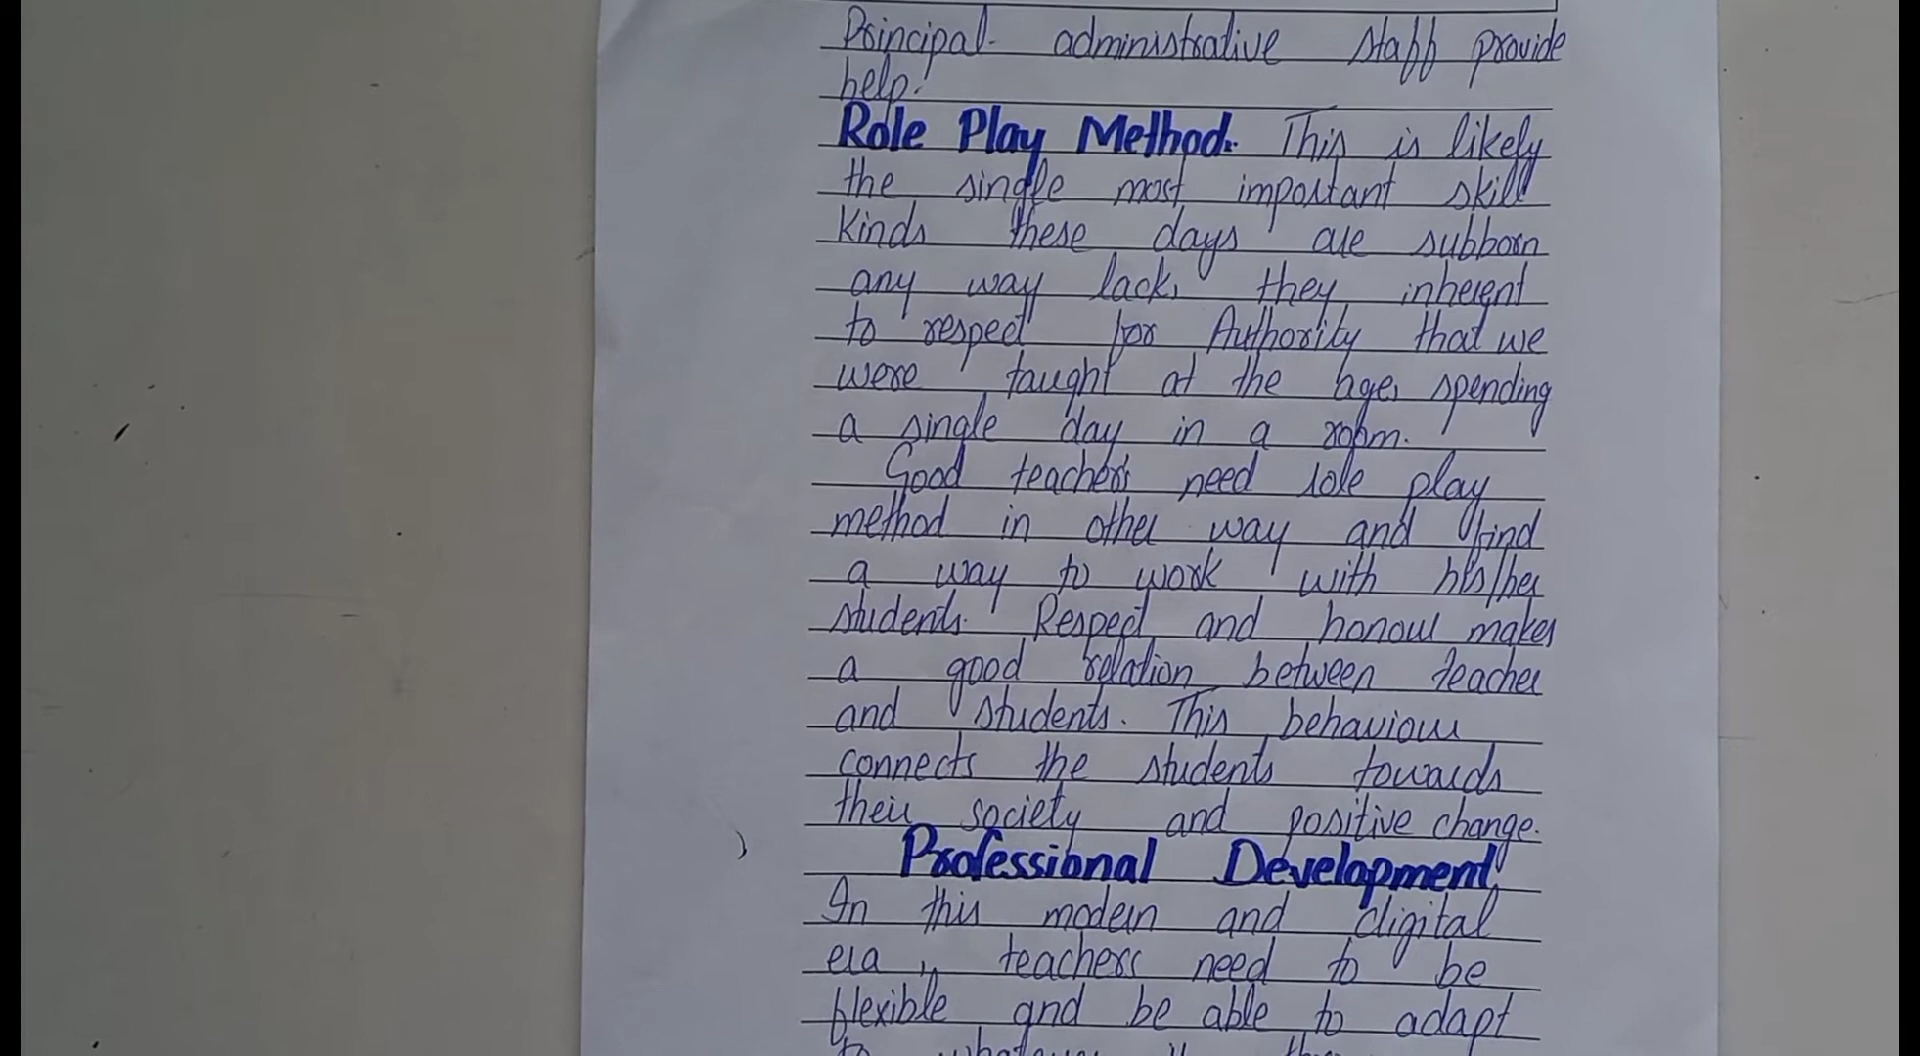 Principal- administrative staff provide
help.
Role Play Method. This is likely
the single most important skill
Kinds these days are subborn
any way lack, they inherent
to respect for Authority that we
were taught at the age, spending
a single day in a room.
Good teachers need role play
method in other way and find
a way to work with his/her
students. Respect and honour makes
a good relation between teacher
and students. This behaviour
connects the students towards
their society and positive change.
Professional Development
In this modern and digital
era, teachers need to be
flexible and be able to adapt
to whatever